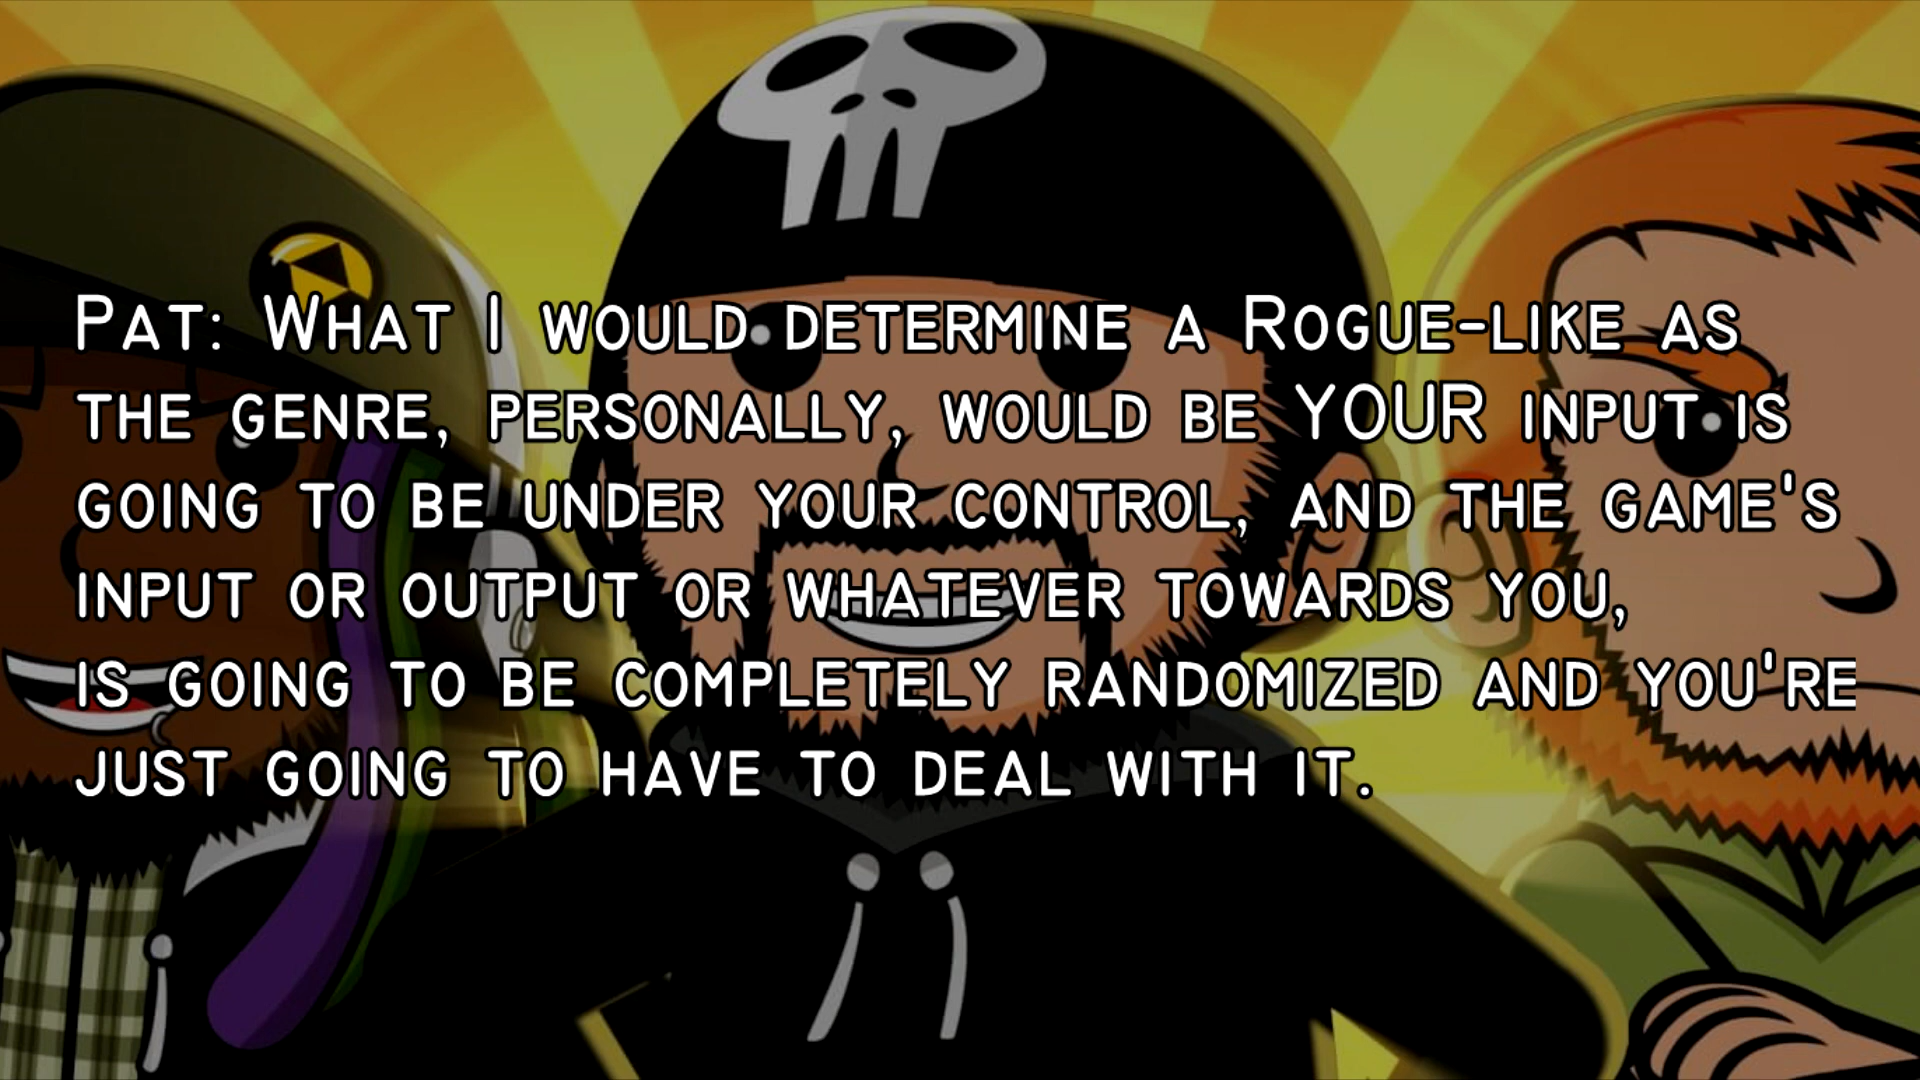 Pat: What I would determine a Rogue-like as
the genre, personally, would be YOUR input is
going to be under your control, and the game's
input or output or whatever towards you,
is going to be completely randomized and you're
just going to have to deal with it.